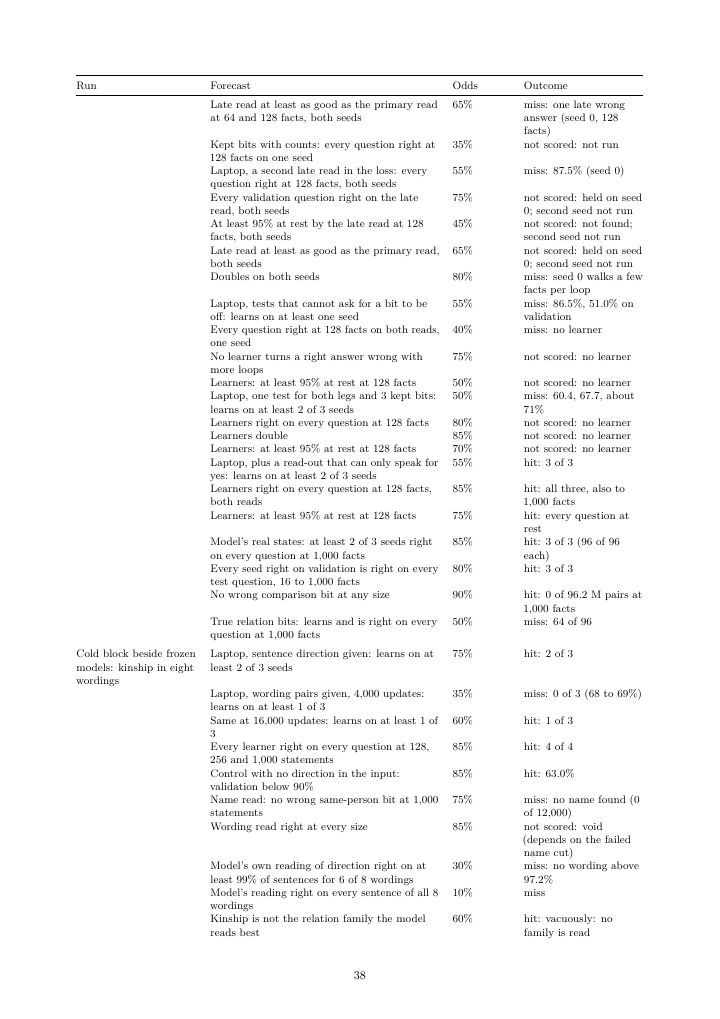 Run Forecast Odds Outcome
Late read at least as good as the primary read 65% miss: one late wrong
at 64 and 128 facts, both seeds answer (seed 0, 128
facts)
Kept bits with counts: every question right at 35% not scored: not run
128 facts on one seed
Laptop, a second late read in the loss: every 55% miss: 87.5% (seed 0)
question right at 128 facts, both seeds
Every validation question right on the late 75% not scored: held on seed
read, both seeds 0; second seed not run
At least 95% at rest by the late read at 128 45% not scored: not found;
facts, both seeds second seed not run
Late read at least as good as the primary read, 65% not scored: held on seed
both seeds 0; second seed not run
Doubles on both seeds 80% miss: seed 0 walks a few
facts per loop
Laptop, tests that cannot ask for a bit to be 55% miss: 86.5%, 51.0% on
off: learns on at least one seed validation
Every question right at 128 facts on both reads, 40% miss: no learner
one seed
No learner turns a right answer wrong with 75% not scored: no learner
more loops
Learners: at least 95% at rest at 128 facts 50% not scored: no learner
Laptop, one test for both legs and 3 kept bits: 50% miss: 60.4, 67.7, about
learns on at least 2 of 3 seeds 71%
Learners right on every question at 128 facts 80% not scored: no learner
Learners double 85% not scored: no learner
Learners: at least 95% at rest at 128 facts 70% not scored: no learner
Laptop, plus a read-out that can only speak for 55% hit: 3 of 3
yes: learns on at least 2 of 3 seeds
Learners right on every question at 128 facts, 85% hit: all three, also to
both reads 1,000 facts
Learners: at least 95% at rest at 128 facts 75% hit: every question at
rest
Model's real states: at least 2 of 3 seeds right 85% hit: 3 of 3 (96 of 96
on every question at 1,000 facts each)
Every seed right on validation is right on every 80% hit: 3 of 3
test question, 16 to 1,000 facts
No wrong comparison bit at any size 90% hit: 0 of 96.2 M pairs at
1,000 facts
True relation bits: learns and is right on every 50% miss: 64 of 96
question at 1,000 facts
Cold block beside frozen Laptop, sentence direction given: learns on at 75% hit: 2 of 3
models: kinship in eight least 2 of 3 seeds
wordings
Laptop, wording pairs given, 4,000 updates: 35% miss: 0 of 3 (68 to 69%)
learns on at least 1 of 3
Same at 16,000 updates: learns on at least 1 of 60% hit: 1 of 3
3
Every learner right on every question at 128, 85% hit: 4 of 4
256 and 1,000 statements
Control with no direction in the input: 85% hit: 63.0%
validation below 90%
Name read: no wrong same-person bit at 1,000 75% miss: no name found (0
statements of 12,000)
Wording read right at every size 85% not scored: void
(depends on the failed
name cut)
Model's own reading of direction right on at 30% miss: no wording above
least 99% of sentences for 6 of 8 wordings 97.2%
Model's reading right on every sentence of all 8 10% miss
wordings
Kinship is not the relation family the model 60% hit: vacuously: no
reads best family is read
38